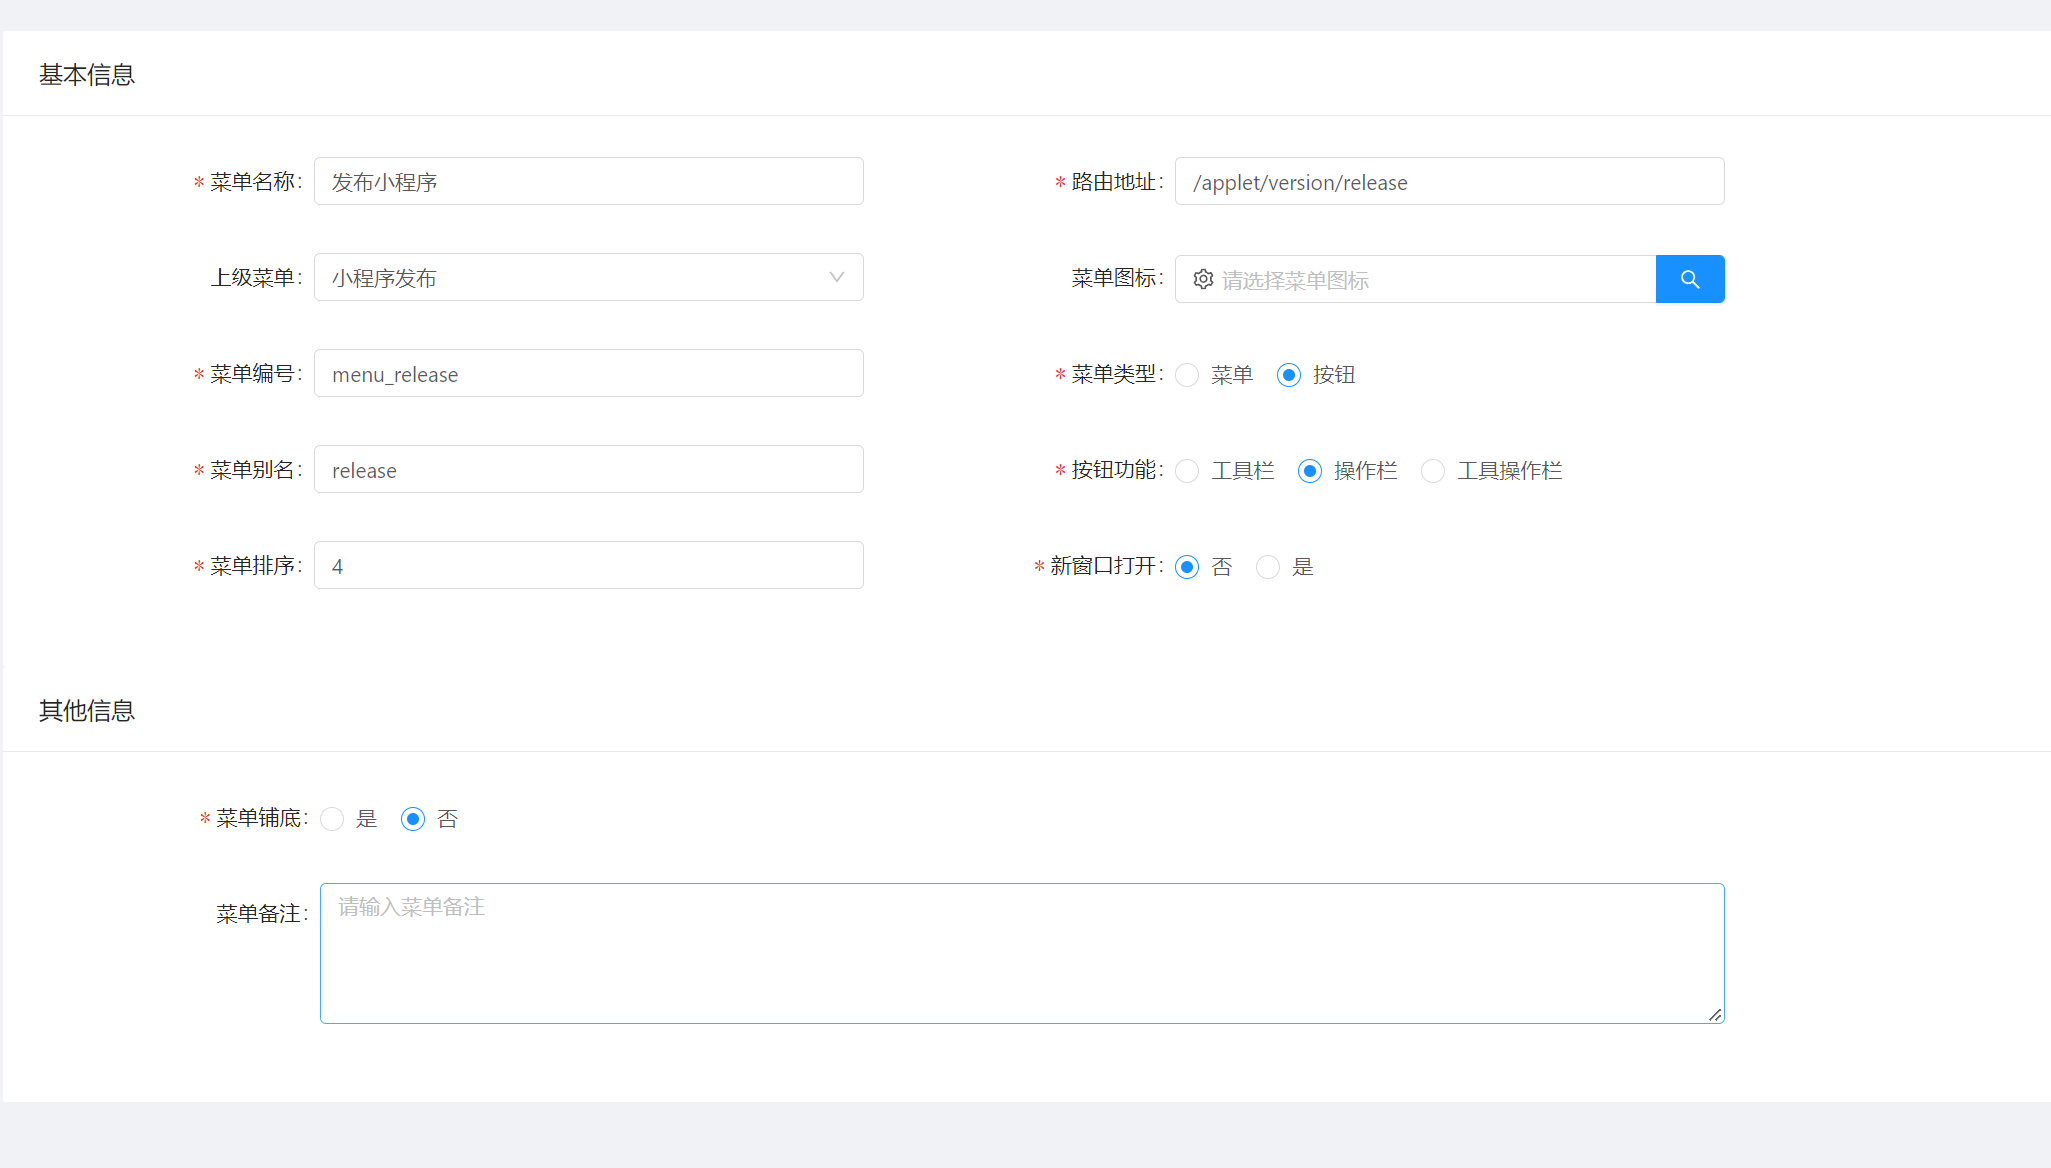 基本信息
* 菜单名称: 发布小程序
* 路由地址: /applet/version/release
上级菜单: 小程序发布
菜单图标: 请选择菜单图标
* 菜单编号: menu_release
* 菜单类型: 菜单 按钮
* 菜单别名: release
* 按钮功能: 工具栏 操作栏 工具操作栏
* 菜单排序: 4
* 新窗口打开: 否 是
其他信息
* 菜单铺底: 是 否
菜单备注: 请输入菜单备注